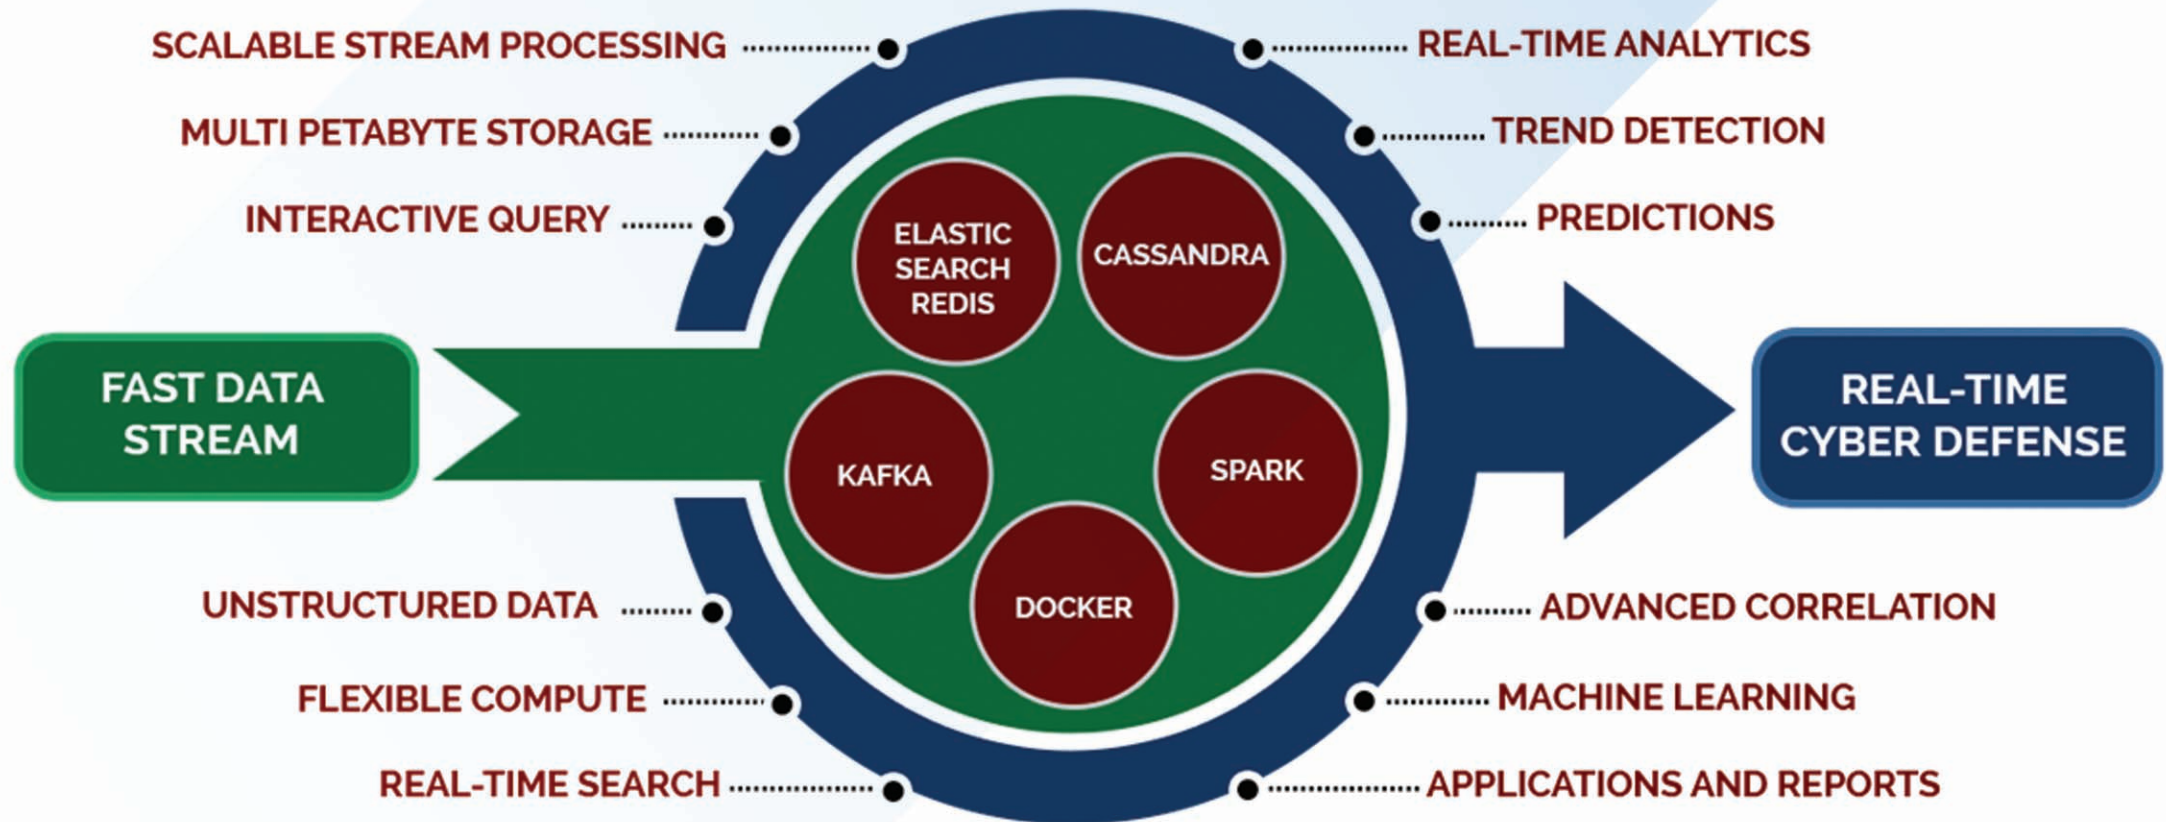 SCALABLE STREAM PROCESSING
MULTI PETABYTE STORAGE
INTERACTIVE QUERY
REAL-TIME ANALYTICS
TREND DETECTION
PREDICTIONS
FAST DATA
STREAM
ELASTIC
SEARCH
REDIS
CASSANDRA
KAFKA
SPARK
DOCKER
REAL-TIME
CYBER DEFENSE
UNSTRUCTURED DATA
FLEXIBLE COMPUTE
REAL-TIME SEARCH
ADVANCED CORRELATION
MACHINE LEARNING
APPLICATIONS AND REPORTS